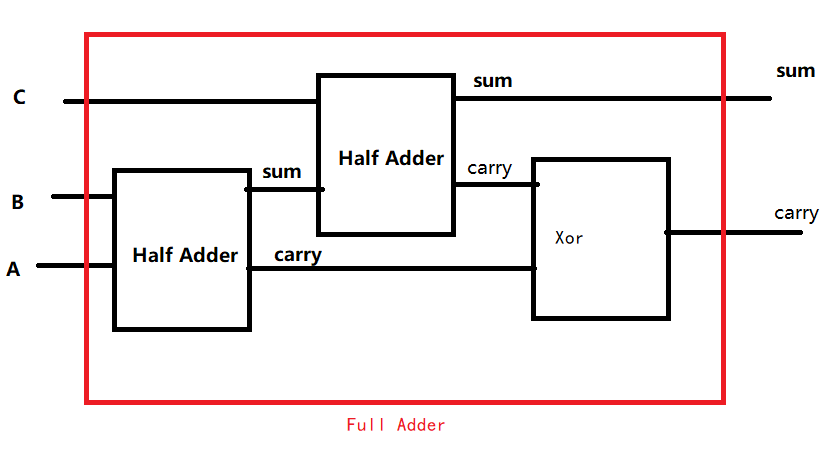 sum
sum
C
Half Adder
carry
sum
B
carry
Xor
Half Adder
carry
A
Full Adder